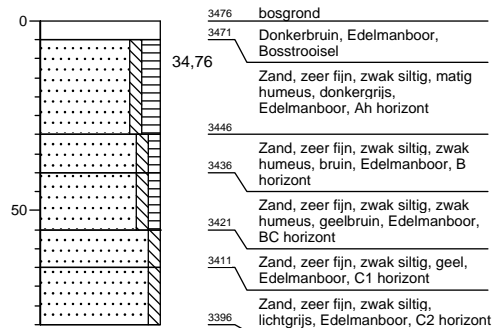 0
50
34,76
3476 bosgrond
3471 Donkerbruin, Edelmanboor,
Bosstrooisel
Zand, zeer fijn, zwak siltig, matig
humeus, donkergrijs,
Edelmanboor, Ah horizont
3446
Zand, zeer fijn, zwak siltig, zwak
3436 humeus, bruin, Edelmanboor, B
horizont
Zand, zeer fijn, zwak siltig, zwak
humeus, geelbruin, Edelmanboor,
3421 BC horizont
3411 Zand, zeer fijn, zwak siltig, geel,
Edelmanboor, C1 horizont
Zand, zeer fijn, zwak siltig,
3396 lichtgrijs, Edelmanboor, C2 horizont